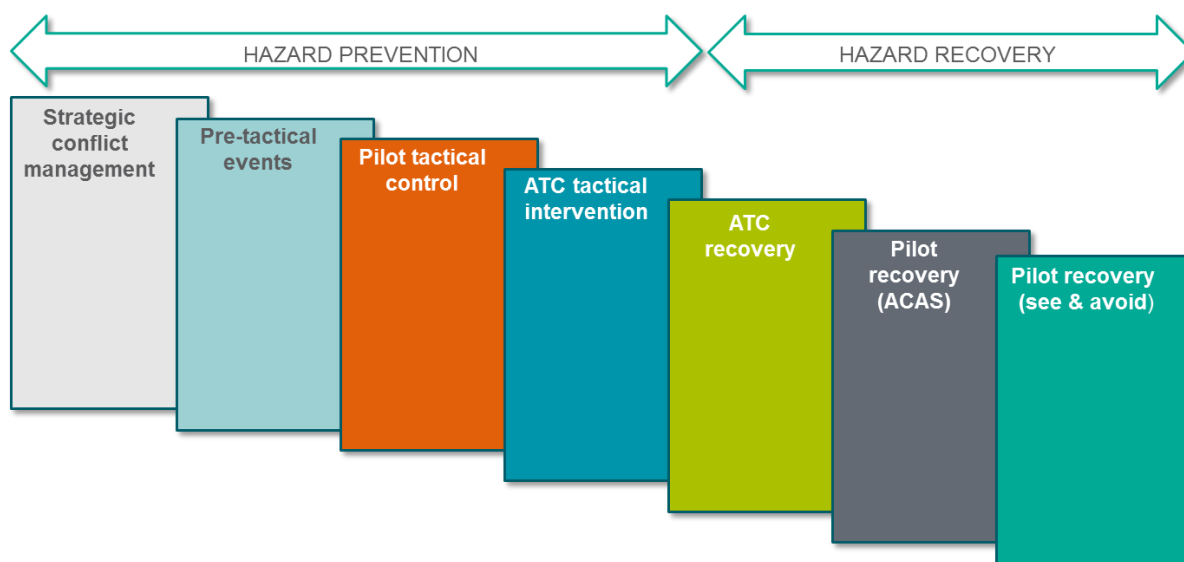 HAZARD PREVENTION
HAZARD RECOVERY
Strategic
conflict
management
Pre-tactical
events
Pilot tactical
control
ATC tactical
intervention
ATC
recovery
Pilot
recovery
(ACAS)
Pilot recovery
(see & avoid)